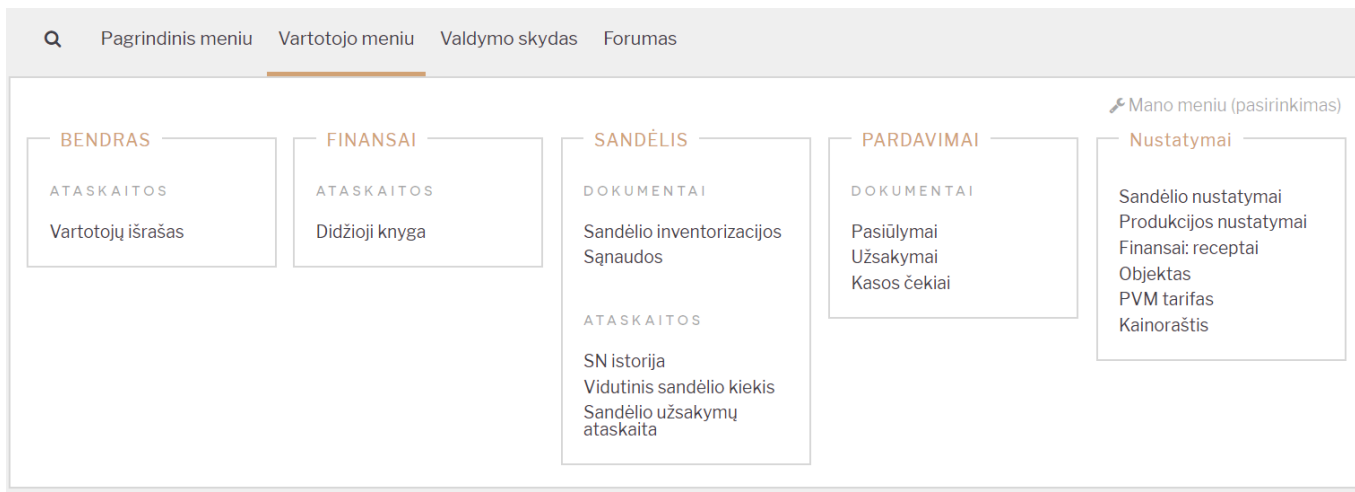 Pagrindinis meniu Vartotojo meniu Valdymo skydas Forumas
Mano meniu (pasirinkimas)
BENDRAS
ATASKAITOS
Vartotojų išrašas
FINANSAI
ATASKAITOS
Didžioji knyga
SANDĖLIS
DOKUMENTAI
Sandėlio inventorizacijos
Sąnaudos
ATASKAITOS
SN istorija
Vidutinis sandėlio kiekis
Sandėlio užsakymų
ataskaita
PARDAVIMAI
DOKUMENTAI
Pasiūlymai
Užsakymai
Kasos čekiai
Nustatymai
Sandėlio nustatymai
Produkcijos nustatymai
Finansai: receptai
Objektas
PVM tarifas
Kainoraštis